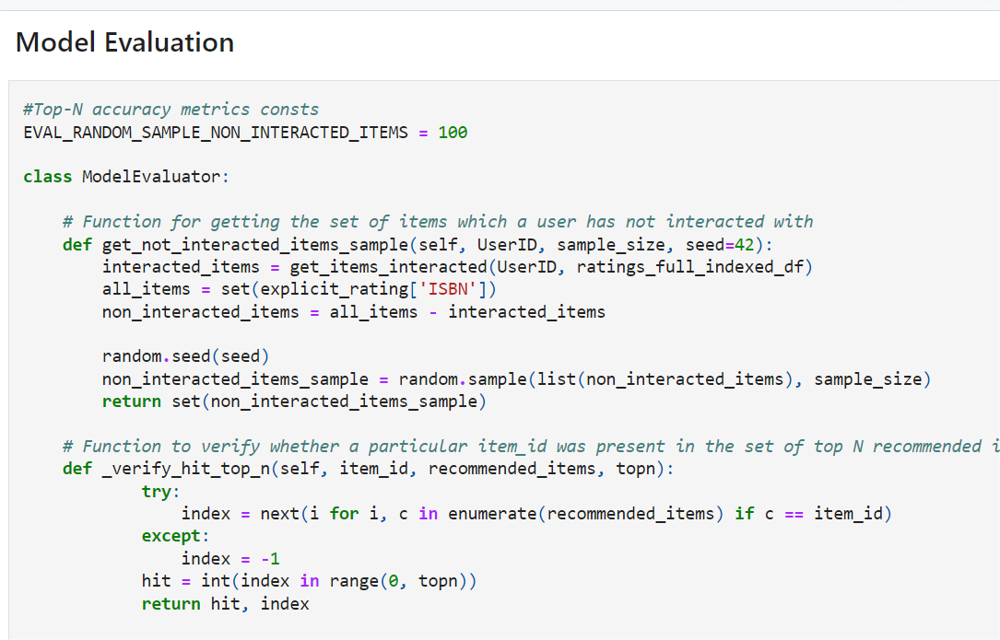 Model Evaluation
#Top-N accuracy metrics consts
EVAL_RANDOM_SAMPLE_NON_INTERACTED_ITEMS = 100
class ModelEvaluator:
# Function for getting the set of items which a user has not interacted with
def get_not_interacted_items_sample(self, UserID, sample_size, seed=42):
interacted_items = get_items_interacted(UserID, ratings_full_indexed_df)
all_items = set(explicit_rating['ISBN'])
non_interacted_items = all_items - interacted_items
random.seed(seed)
non_interacted_items_sample = random.sample(list(non_interacted_items), sample_size)
return set(non_interacted_items_sample)
# Function to verify whether a particular item_id was present in the set of top N recommended
def _verify_hit_top_n(self, item_id, recommended_items, topn):
try:
index = next(i for i, c in enumerate(recommended_items) if c == item_id)
except:
index = -1
hit = int(index in range(0, topn))
return hit, index